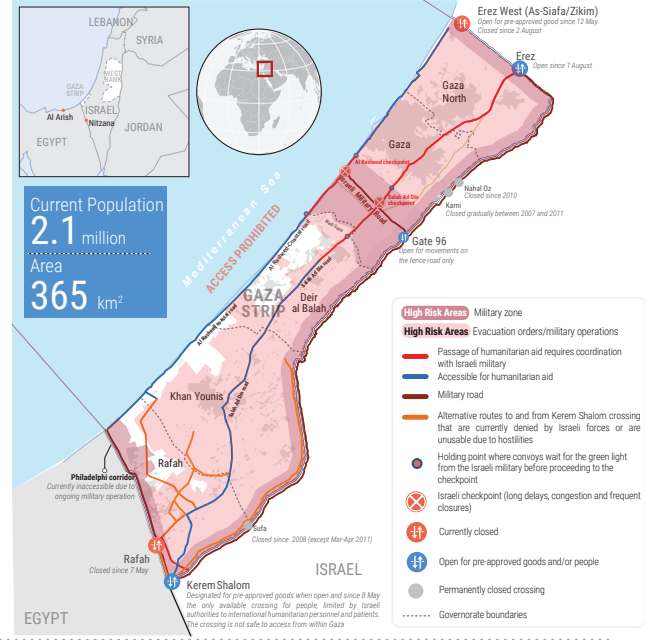 LEBANON
SYRIA
WEST
BANK
GAZA
STRIP
Al Arish
ISRAEL
Nitzana
JORDAN
EGYPT
Erez West (As-Siafa/Zikim)
Open for pre-approved good since 12 May.
Closed since 2 August
Erez
Open since 1 August
Gaza
North
Gaza
Al Rasheed checkpoint
Israeli Military Road
Salah Ad Din
checkpoint
Nahal Oz
Closed since 2010
Karni
Closed gradually between 2007 and 2011
Gate 96
Open for movements on
the fence road only
Mediterranean Sea
ACCESS PROHIBITED
Current Population
2.1 million
Area
365 km²
Al Rasheed Coastal road
Salah Ad Din road
GAZA
STRIP
Deir
al Balah
Al Rasheed coastal road
Khan Younis
Salah Ad Din road
Rafah
Philadelphi corridor
Currently inaccessible due to
ongoing military operation
Sufa
Closed since 2008 (except Mar-Apr 2011)
Rafah
Closed since 7 May
Kerem Shalom
Designated for pre-approved goods when open and since 8 May
the only available crossing for people, limited by Israeli
authorities to international humanitarian personnel and patients.
The crossing is not safe to access from within Gaza
ISRAEL
EGYPT
High Risk Areas Military zone
High Risk Areas Evacuation orders/military operations
Passage of humanitarian aid requires coordination
with Israeli military
Accessible for humanitarian aid
Military road
Alternative routes to and from Kerem Shalom crossing
that are currently denied by Israeli forces or are
unusable due to hostilities
Holding point where convoys wait for the green light
from the Israeli military before proceeding to the
checkpoint
Israeli checkpoint (long delays, congestion and frequent
closures)
Currently closed
Open for pre-approved goods and/or people
Permanently closed crossing
Governorate boundaries